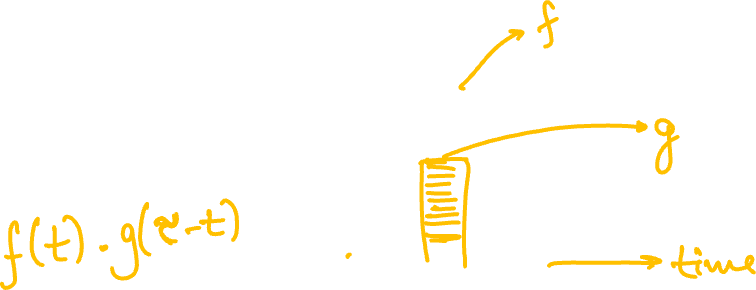 f
g
f(t) · g(τ-t)
time